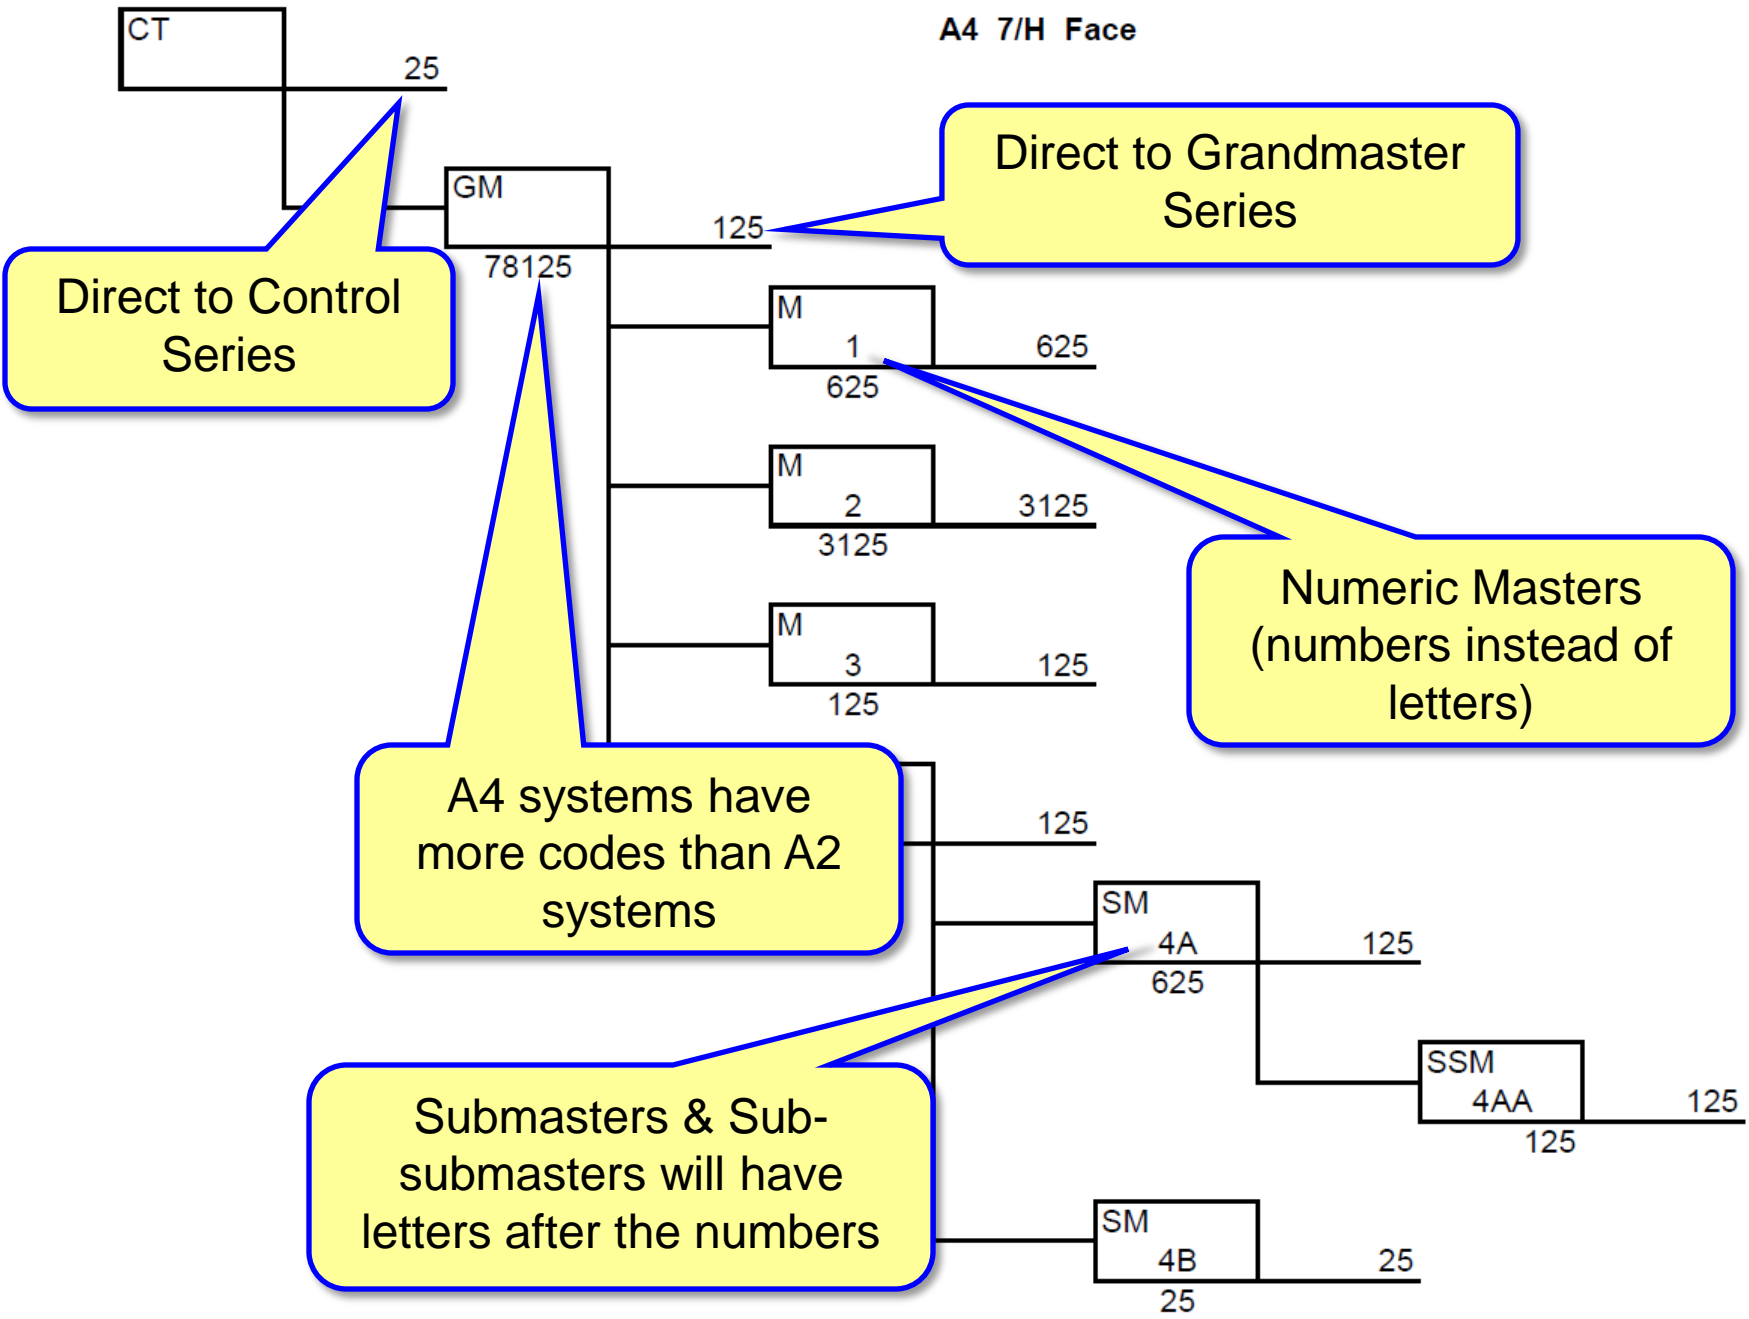 CT
A4 7/H Face
25
Direct to Grandmaster
Series
GM
125
78125
Direct to Control
Series
M
1
625
625
M
2
3125
3125
Numeric Masters
(numbers instead of
letters)
M
3
125
125
A4 systems have
more codes than A2
systems
125
SM
4A
125
625
SSM
4AA
125
125
Submasters & Sub-
submasters will have
letters after the numbers
SM
4B
25
25